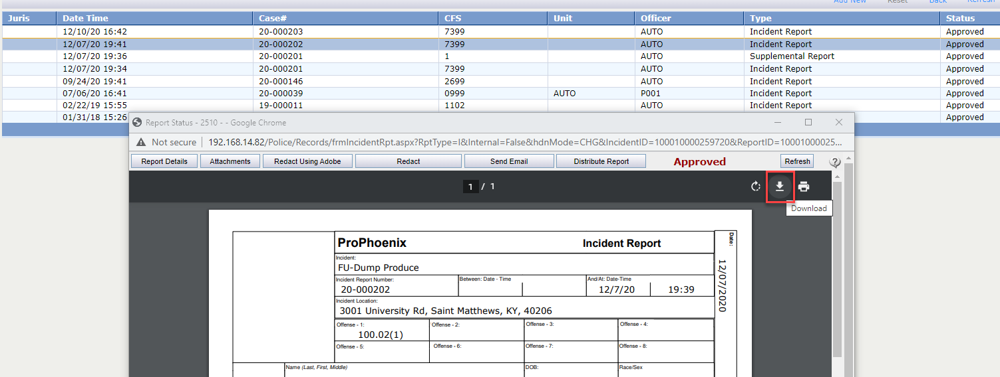 Add New Reset Back Refresh
Juris Date Time Case# CFS Unit Officer Type Status
12/10/20 16:42 20-000203 7399 AUTO Incident Report Approved
12/07/20 19:41 20-000202 7399 AUTO Incident Report Approved
12/07/20 19:36 20-000201 1 AUTO Supplemental Report Approved
12/07/20 19:34 20-000201 7399 AUTO Incident Report Approved
09/24/20 19:41 20-000146 2699 AUTO Incident Report Approved
07/06/20 16:41 20-000039 0999 AUTO P001 Incident Report Approved
02/22/19 15:55 19-000011 1102 AUTO Incident Report Approved
01/31/18 15:26 Approved
Report Status - 2510 - - Google Chrome
Not secure 192.168.14.82/Police/Records/frmIncidentRpt.aspx?RptType=I&Internal=False&hdnMode=CHG&IncidentID=100010000259720&ReportID=10001000025...
Report Details Attachments Redact Using Adobe Redact Send Email Distribute Report Approved Refresh
1 / 1
Download
ProPhoenix Incident Report
Date: 12/07/2020
Incident:
FU-Dump Produce
Incident Report Number: Between: Date - Time And/At: Date-Time
20-000202 12/7/20 19:39
Incident Location:
3001 University Rd, Saint Matthews, KY, 40206
Offense - 1: Offense - 2: Offense - 3: Offense - 4:
100.02(1)
Offense - 5: Offense - 6: Offense - 7: Offense - 8:
Name (Last, First, Middle) DOB: Race/Sex